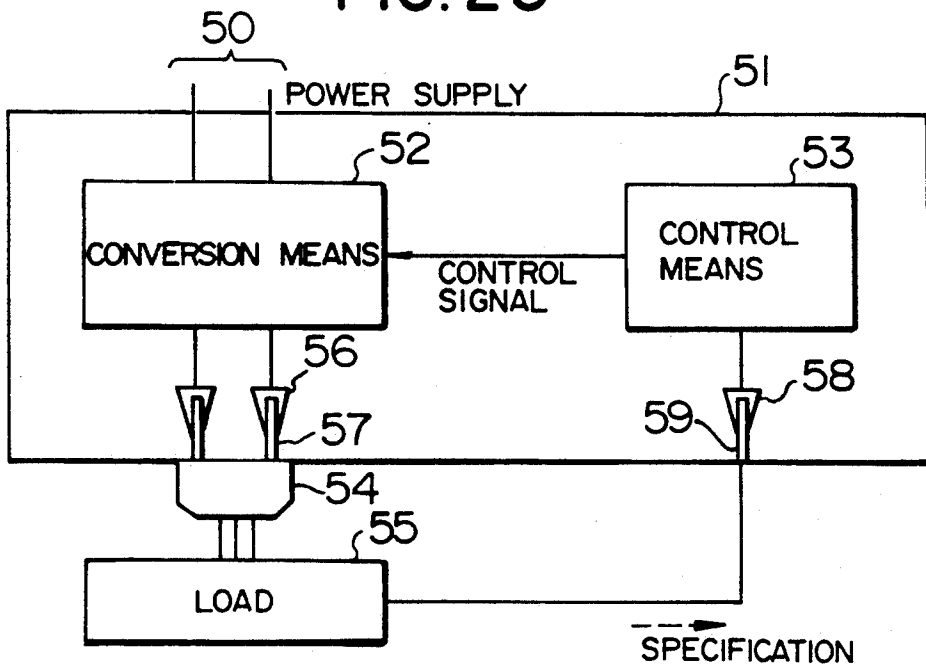 50
POWER SUPPLY
51
52
53
CONVERSION MEANS
CONTROL
MEANS
CONTROL
SIGNAL
56
57
58
59
54
55
LOAD
SPECIFICATION